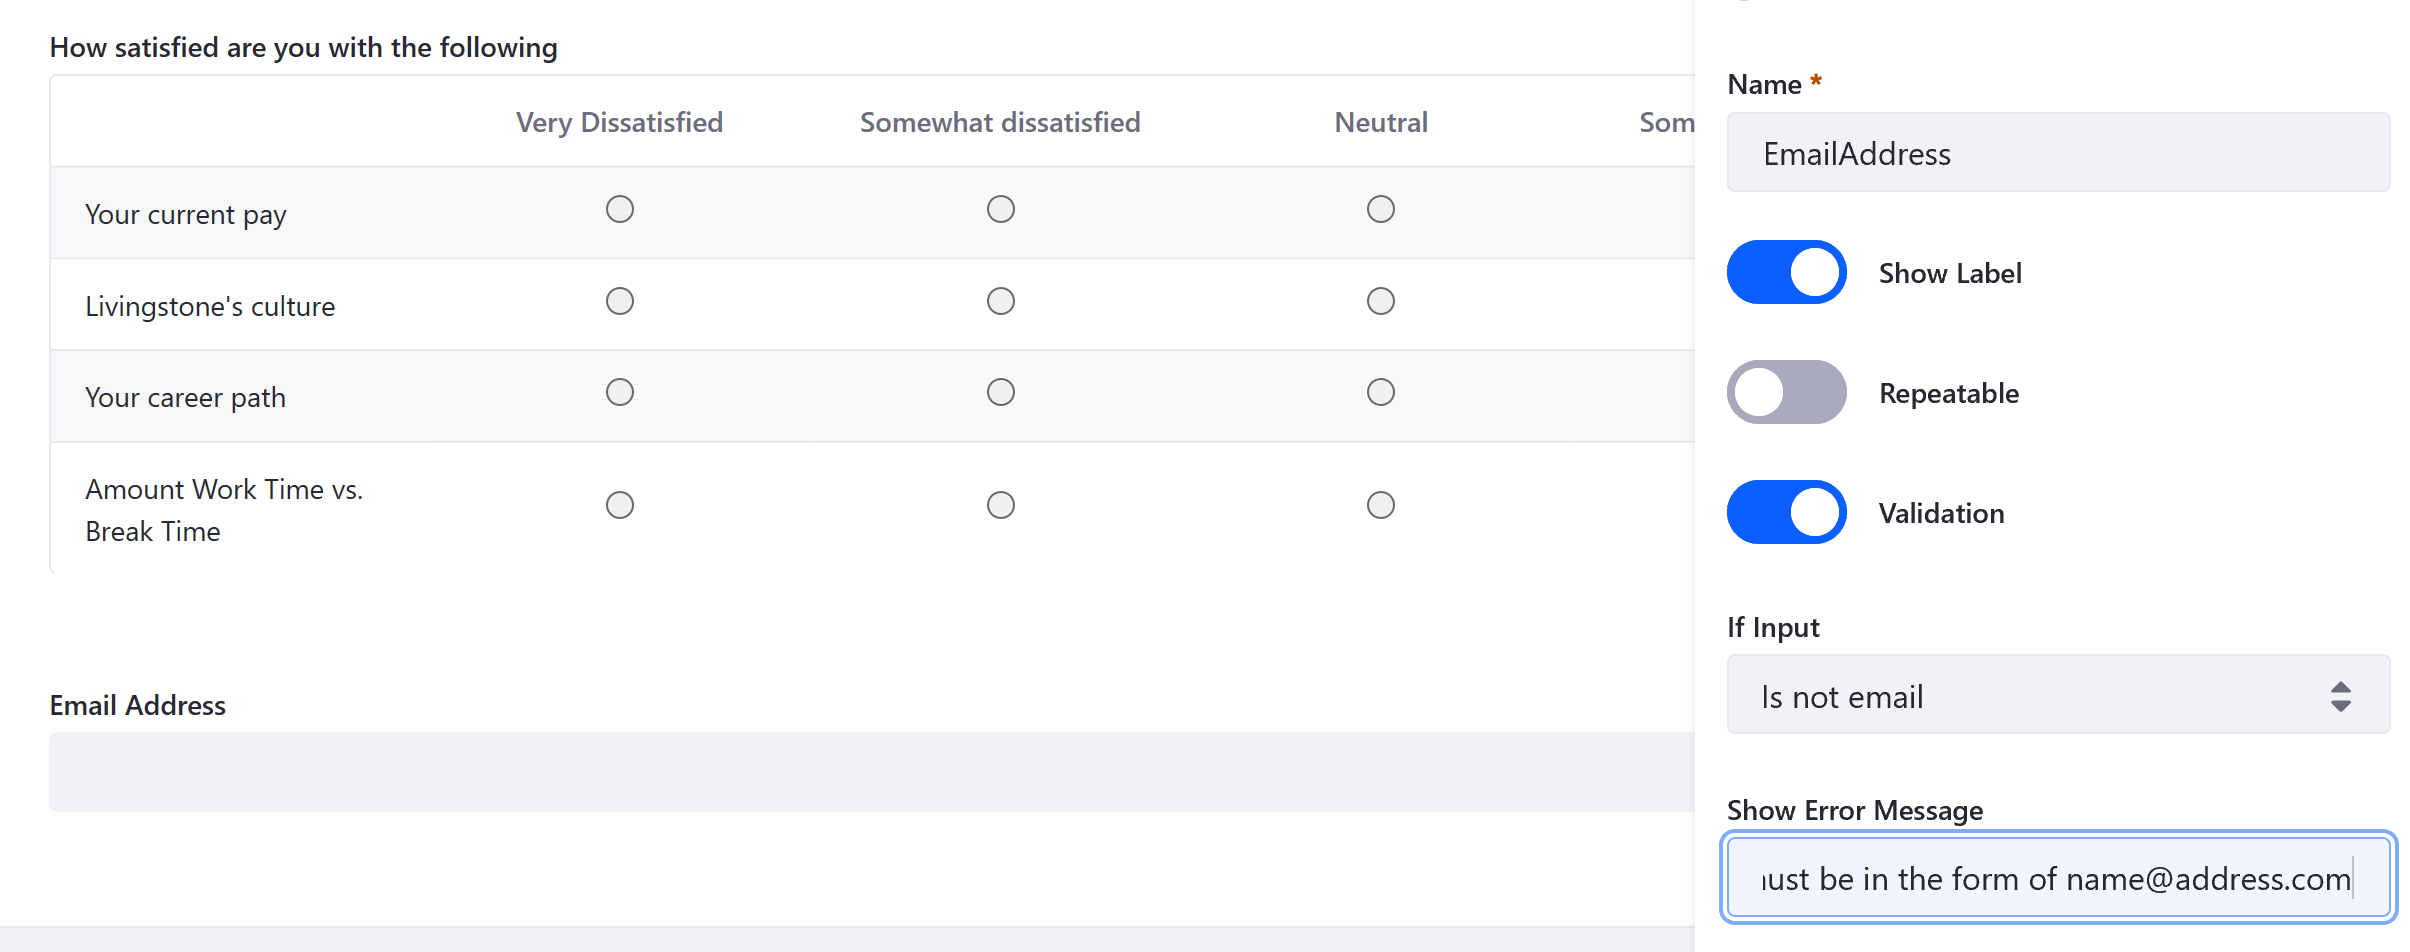 How satisfied are you with the following
Very Dissatisfied Somewhat dissatisfied Neutral
Your current pay
Livingstone's culture
Your career path
Amount Work Time vs.
Break Time
Email Address
Name *
EmailAddress
Show Label
Repeatable
Validation
If Input
Is not email
Show Error Message
be in the form of name@address.com